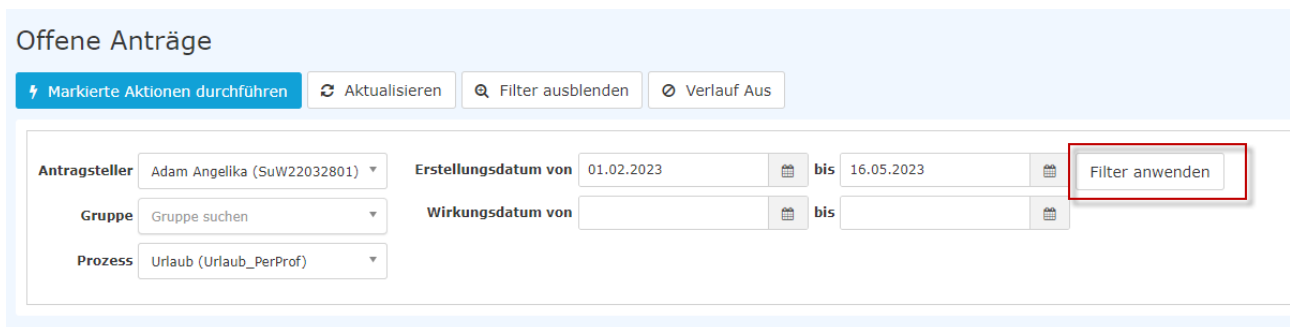 Offene Anträge
Markierte Aktionen durchführen Aktualisieren Filter ausblenden Verlauf Aus
Antragsteller Adam Angelika (SuW22032801) Erstellungsdatum von 01.02.2023 bis 16.05.2023 Filter anwenden
Gruppe Gruppe suchen Wirkungsdatum von bis
Prozess Urlaub (Urlaub_PerProf)